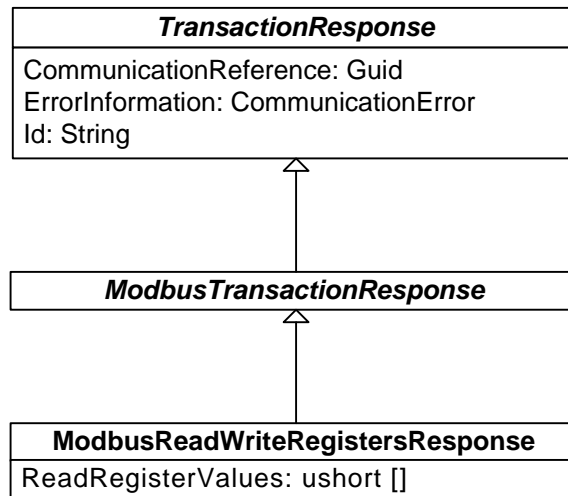 TransactionResponse
CommunicationReference: Guid
ErrorInformation: CommunicationError
Id: String
ModbusTransactionResponse
ModbusReadWriteRegistersResponse
ReadRegisterValues: ushort []